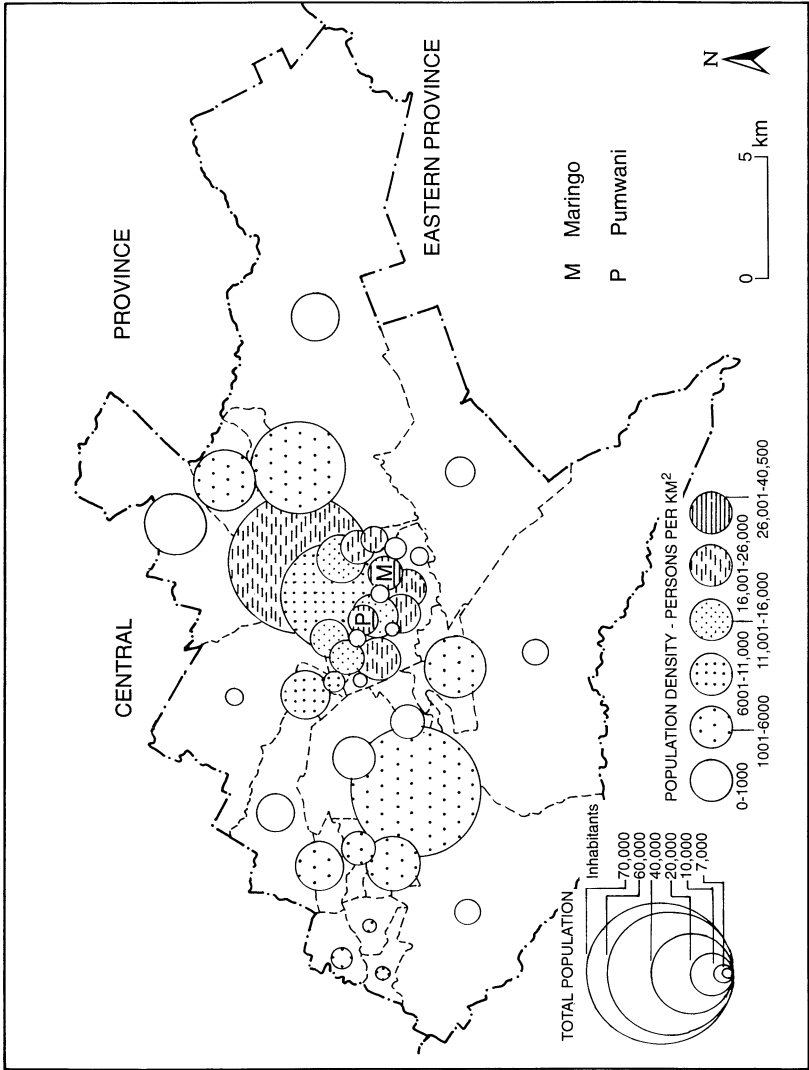 CENTRAL
PROVINCE
EASTERN PROVINCE
N
M Maringo
P Pumwani
0 5 km
P
M
TOTAL POPULATION
Inhabitants
70,000
60,000
40,000
20,000
10,000
7,000
POPULATION DENSITY - PERSONS PER KM²
0-1000
1001-6000
6001-11,000
11,001-16,000
16,001-26,000
26,001-40,500